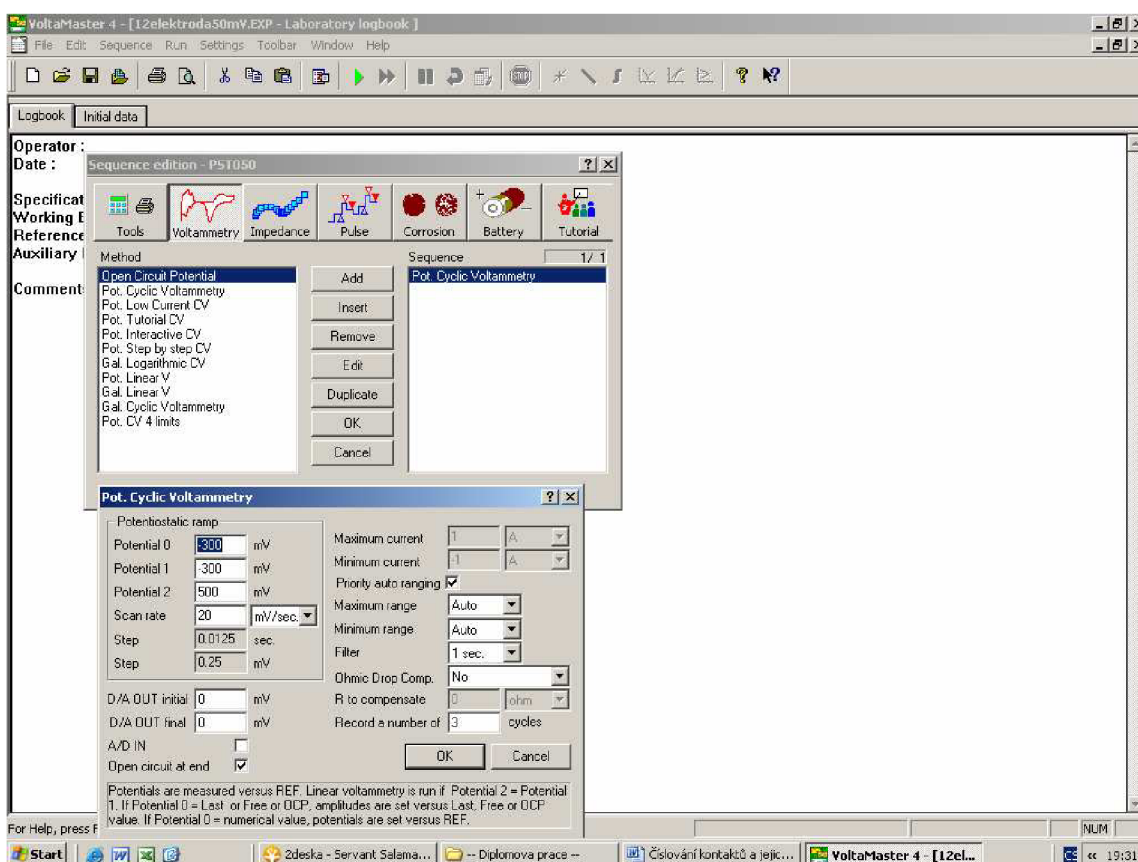 VoltaMaster 4 - [12elektroda50mV.EXP - Laboratory logbook ]
File Edit Sequence Run Settings Toolbar Window Help
Logbook Initial data
Operator :
Date :
Specificat
Working E
Reference
Auxiliary
Comment
Sequence edition - PST050
Tools Voltammetry Impedance Pulse Corrosion Battery Tutorial
Method Sequence 1/ 1
Open Circuit Potential
Pot. Cyclic Voltammetry
Pot. Low Current CV
Pot. Tutorial CV
Pot. Interactive CV
Pot. Step by step CV
Gal. Logarithmic CV
Pot. Linear V
Gal. Linear V
Gal. Cyclic Voltammetry
Pot. CV 4 limits
Add
Insert
Remove
Edit
Duplicate
OK
Cancel
Pot. Cyclic Voltammetry
Pot. Cyclic Voltammetry
Potentiostatic ramp
Potential 0 -300 mV
Potential 1 -300 mV
Potential 2 500 mV
Scan rate 20 mV/sec.
Step 0.0125 sec.
Step 0.25 mV
D/A OUT initial 0 mV
D/A OUT final 0 mV
A/D IN
Open circuit at end
Maximum current 1 A
Minimum current -1 A
Priority auto ranging
Maximum range Auto
Minimum range Auto
Filter 1 sec.
Ohmic Drop Comp. No
R to compensate 0 ohm
Record a number of 3 cycles
OK Cancel
Potentials are measured versus REF. Linear voltammetry is run if Potential 2 = Potential
1. If Potential 0 = Last or Free or OCP, amplitudes are set versus Last, Free or OCP
value. If Potential 0 = numerical value, potentials are set versus REF.
For Help, press F
NUM
Start 2deska - Servant Salama... -- Diplomova prace -- Číslování kontaktů a jejic... VoltaMaster 4 - [12el... CS « 19:31